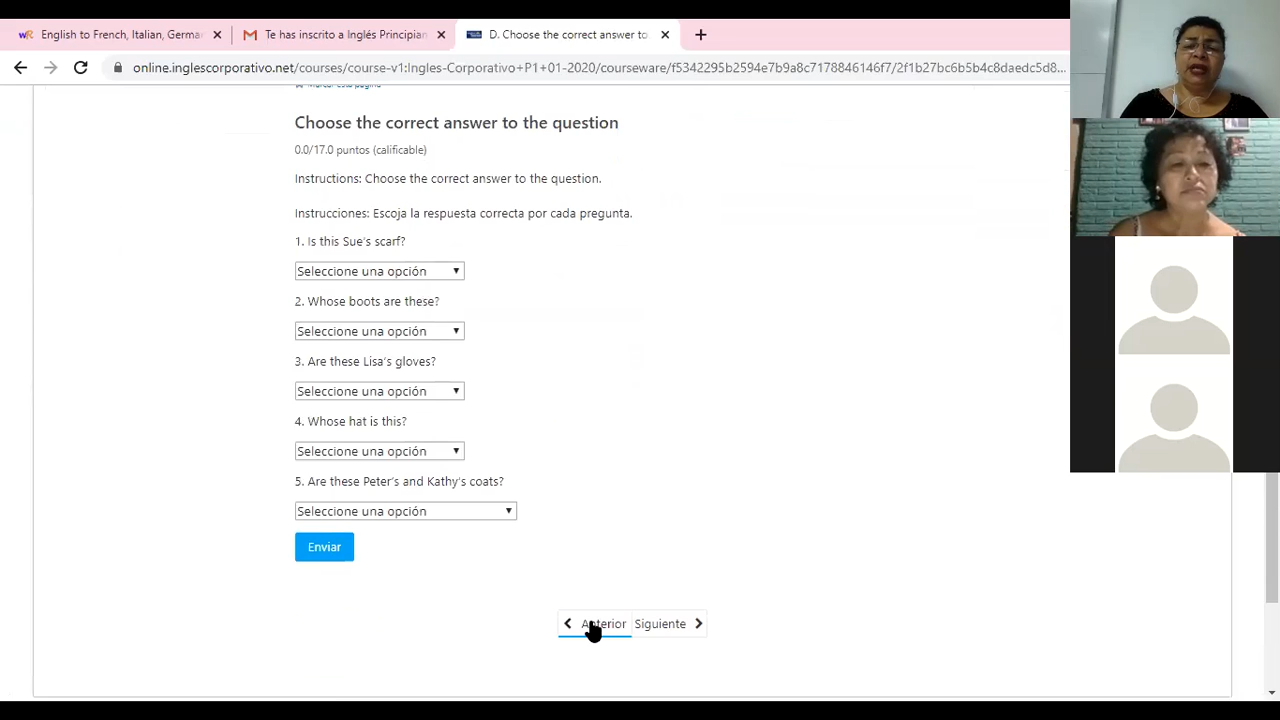 English to French, Italian, Germa
Te has inscrito a Inglés Principian
D. Choose the correct answer to
online.inglescorporativo.net/courses/course-v1:Ingles-Corporativo+P1+01-2020/courseware/f5342295b2594e7b9a8c7178846146f7/2f1b27bc6b5b4c8daedc5d8...
Marcar esta página
Choose the correct answer to the question
0.0/17.0 puntos (calificable)
Instructions: Choose the correct answer to the question.
Instrucciones: Escoja la respuesta correcta por cada pregunta.
1. Is this Sue's scarf?
Seleccione una opción
2. Whose boots are these?
Seleccione una opción
3. Are these Lisa's gloves?
Seleccione una opción
4. Whose hat is this?
Seleccione una opción
5. Are these Peter's and Kathy's coats?
Seleccione una opción
Enviar
Anterior Siguiente